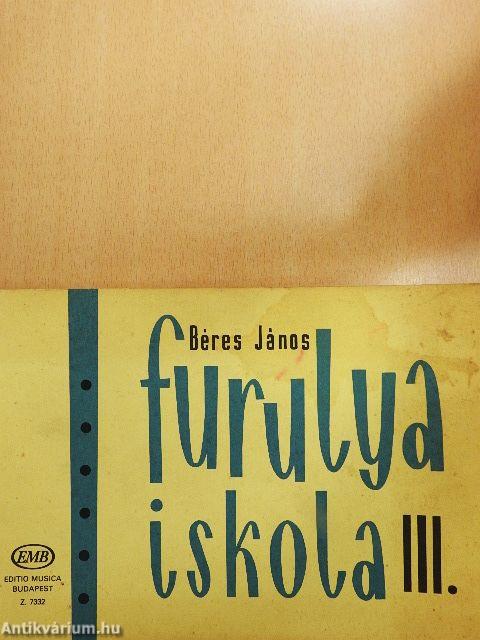 Béres János
furulya
iskola III.
EMB
EDITIO MUSICA
BUDAPEST
Z. 7332
Antikvárium.hu